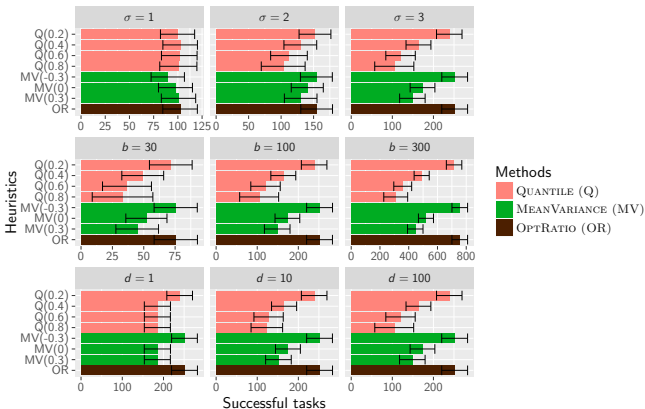 σ = 1
σ = 2
σ = 3
Q(0.2)
Q(0.4)
Q(0.6)
Q(0.8)
MV(-0.3)
MV(0)
MV(0.3)
OR
0 25 50 75 100 125
0 50 100 150
0 100 200
b = 30
b = 100
b = 300
Q(0.2)
Q(0.4)
Q(0.6)
Q(0.8)
MV(-0.3)
MV(0)
MV(0.3)
OR
0 25 50 75
0 100 200
0 200 400 600 800
d = 1
d = 10
d = 100
Q(0.2)
Q(0.4)
Q(0.6)
Q(0.8)
MV(-0.3)
MV(0)
MV(0.3)
OR
0 100 200
0 100 200
0 100 200
Heuristics
Successful tasks
Methods
QUANTILE (Q)
MEANVARIANCE (MV)
OPTRATIO (OR)